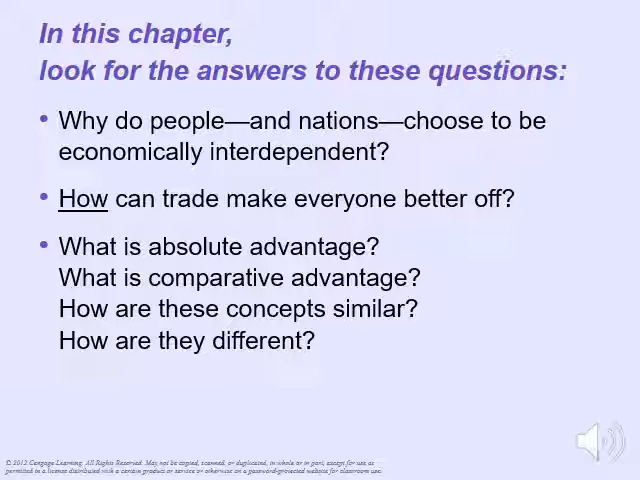 In this chapter,
look for the answers to these questions:
• Why do people—and nations—choose to be
economically interdependent?
• How can trade make everyone better off?
• What is absolute advantage?
What is comparative advantage?
How are these concepts similar?
How are they different?
© 2012 Cengage Learning. All Rights Reserved. May not be copied, scanned, or duplicated, in whole or in part, except for use as
permitted in a license distributed with a certain product or service or otherwise on a password-protected website for classroom use.